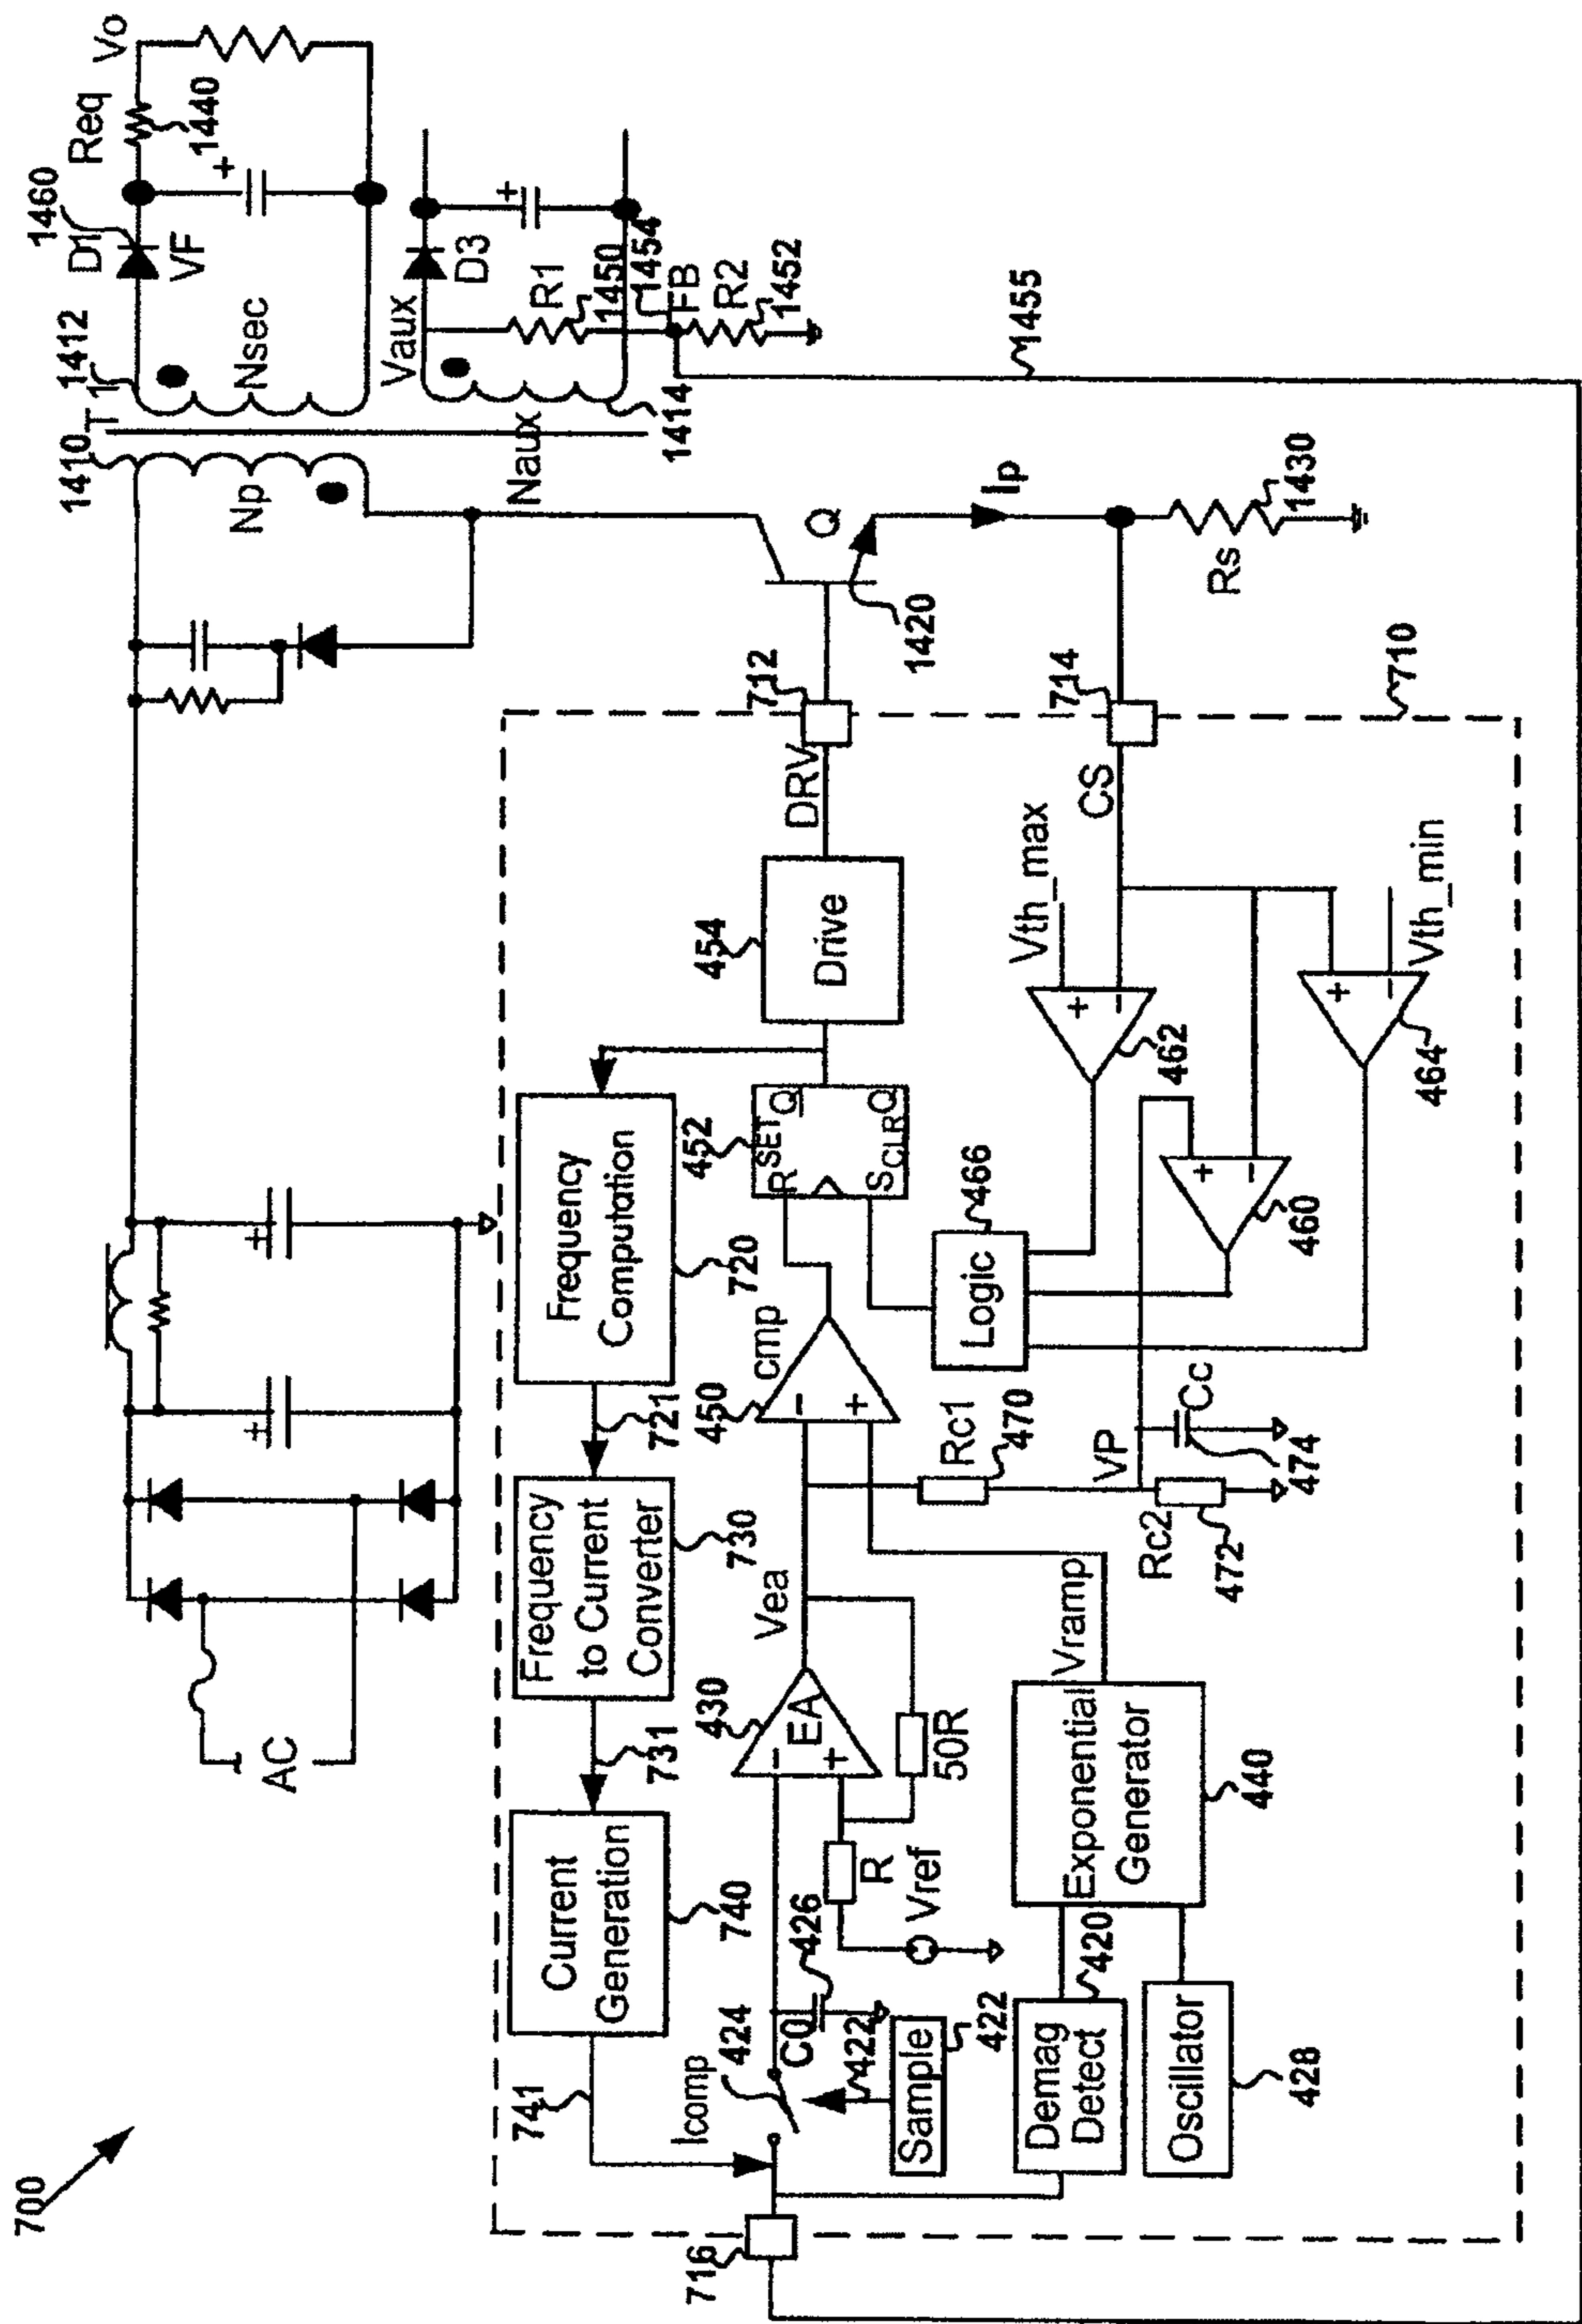 700
1410
T1
1412
D1
1460
Req
Vo
VF
1440
Np
Nsec
Vaux
D3
R1
1450
1454
FB
R2
1452
Naux
1414
1455
AC
Q
1420
Ip
Rs
1430
712
DRV
714
CS
710
Current
Generation
740
741
731
Frequency
to Current
Converter
730
721
Frequency
Computation
720
454
Drive
452
R
SET
Q
S
CLR
Q
450
cmp
- +
466
Logic
Vth_max
+ -
462
+ -
460
Vth_min
+ -
464
Rc1
470
VP
Cc
474
Rc2
472
Vea
430
EA
- +
50R
R
Vref
426
C0
424
Icomp
422
Sample
422
716
Vramp
Exponential
Generator
440
Demag
Detect
420
Oscillator
428